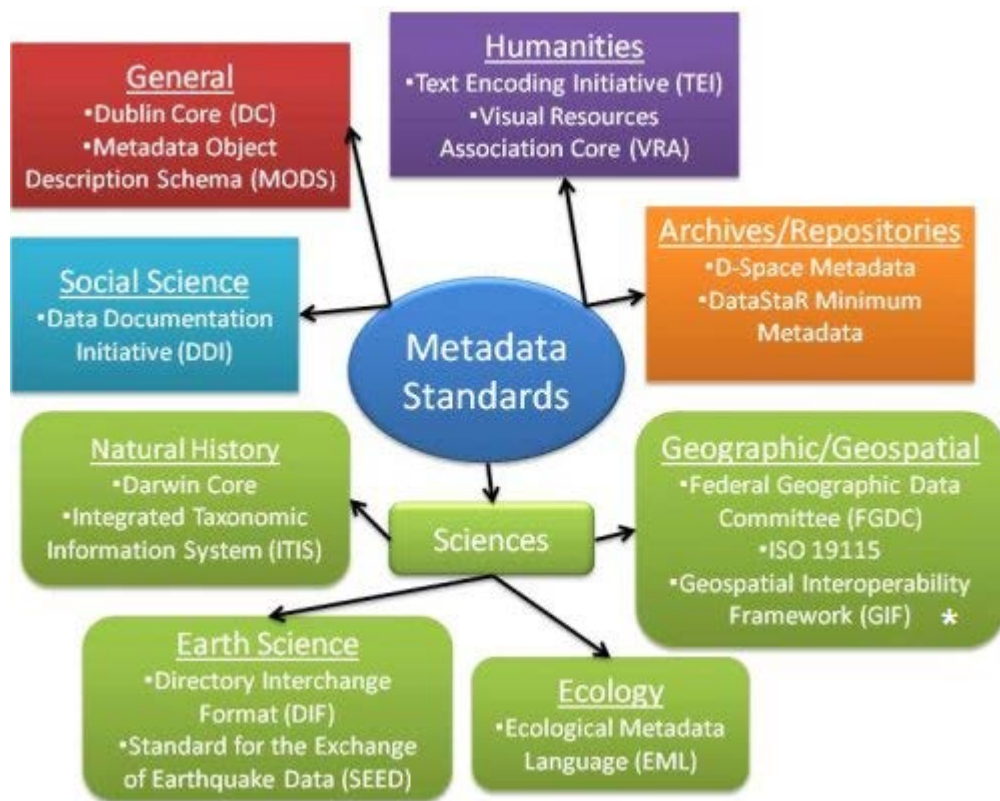 General
•Dublin Core (DC)
•Metadata Object
Description Schema (MODS)
Humanities
•Text Encoding Initiative (TEI)
•Visual Resources
Association Core (VRA)
Social Science
•Data Documentation
Initiative (DDI)
Metadata
Standards
Archives/Repositories
•D-Space Metadata
•DataStaR Minimum
Metadata
Natural History
•Darwin Core
•Integrated Taxonomic
Information System (ITIS)
Sciences
Geographic/Geospatial
•Federal Geographic Data
Committee (FGDC)
•ISO 19115
•Geospatial Interoperability
Framework (GIF) *
Earth Science
•Directory Interchange
Format (DIF)
•Standard for the Exchange
of Earthquake Data (SEED)
Ecology
•Ecological Metadata
Language (EML)